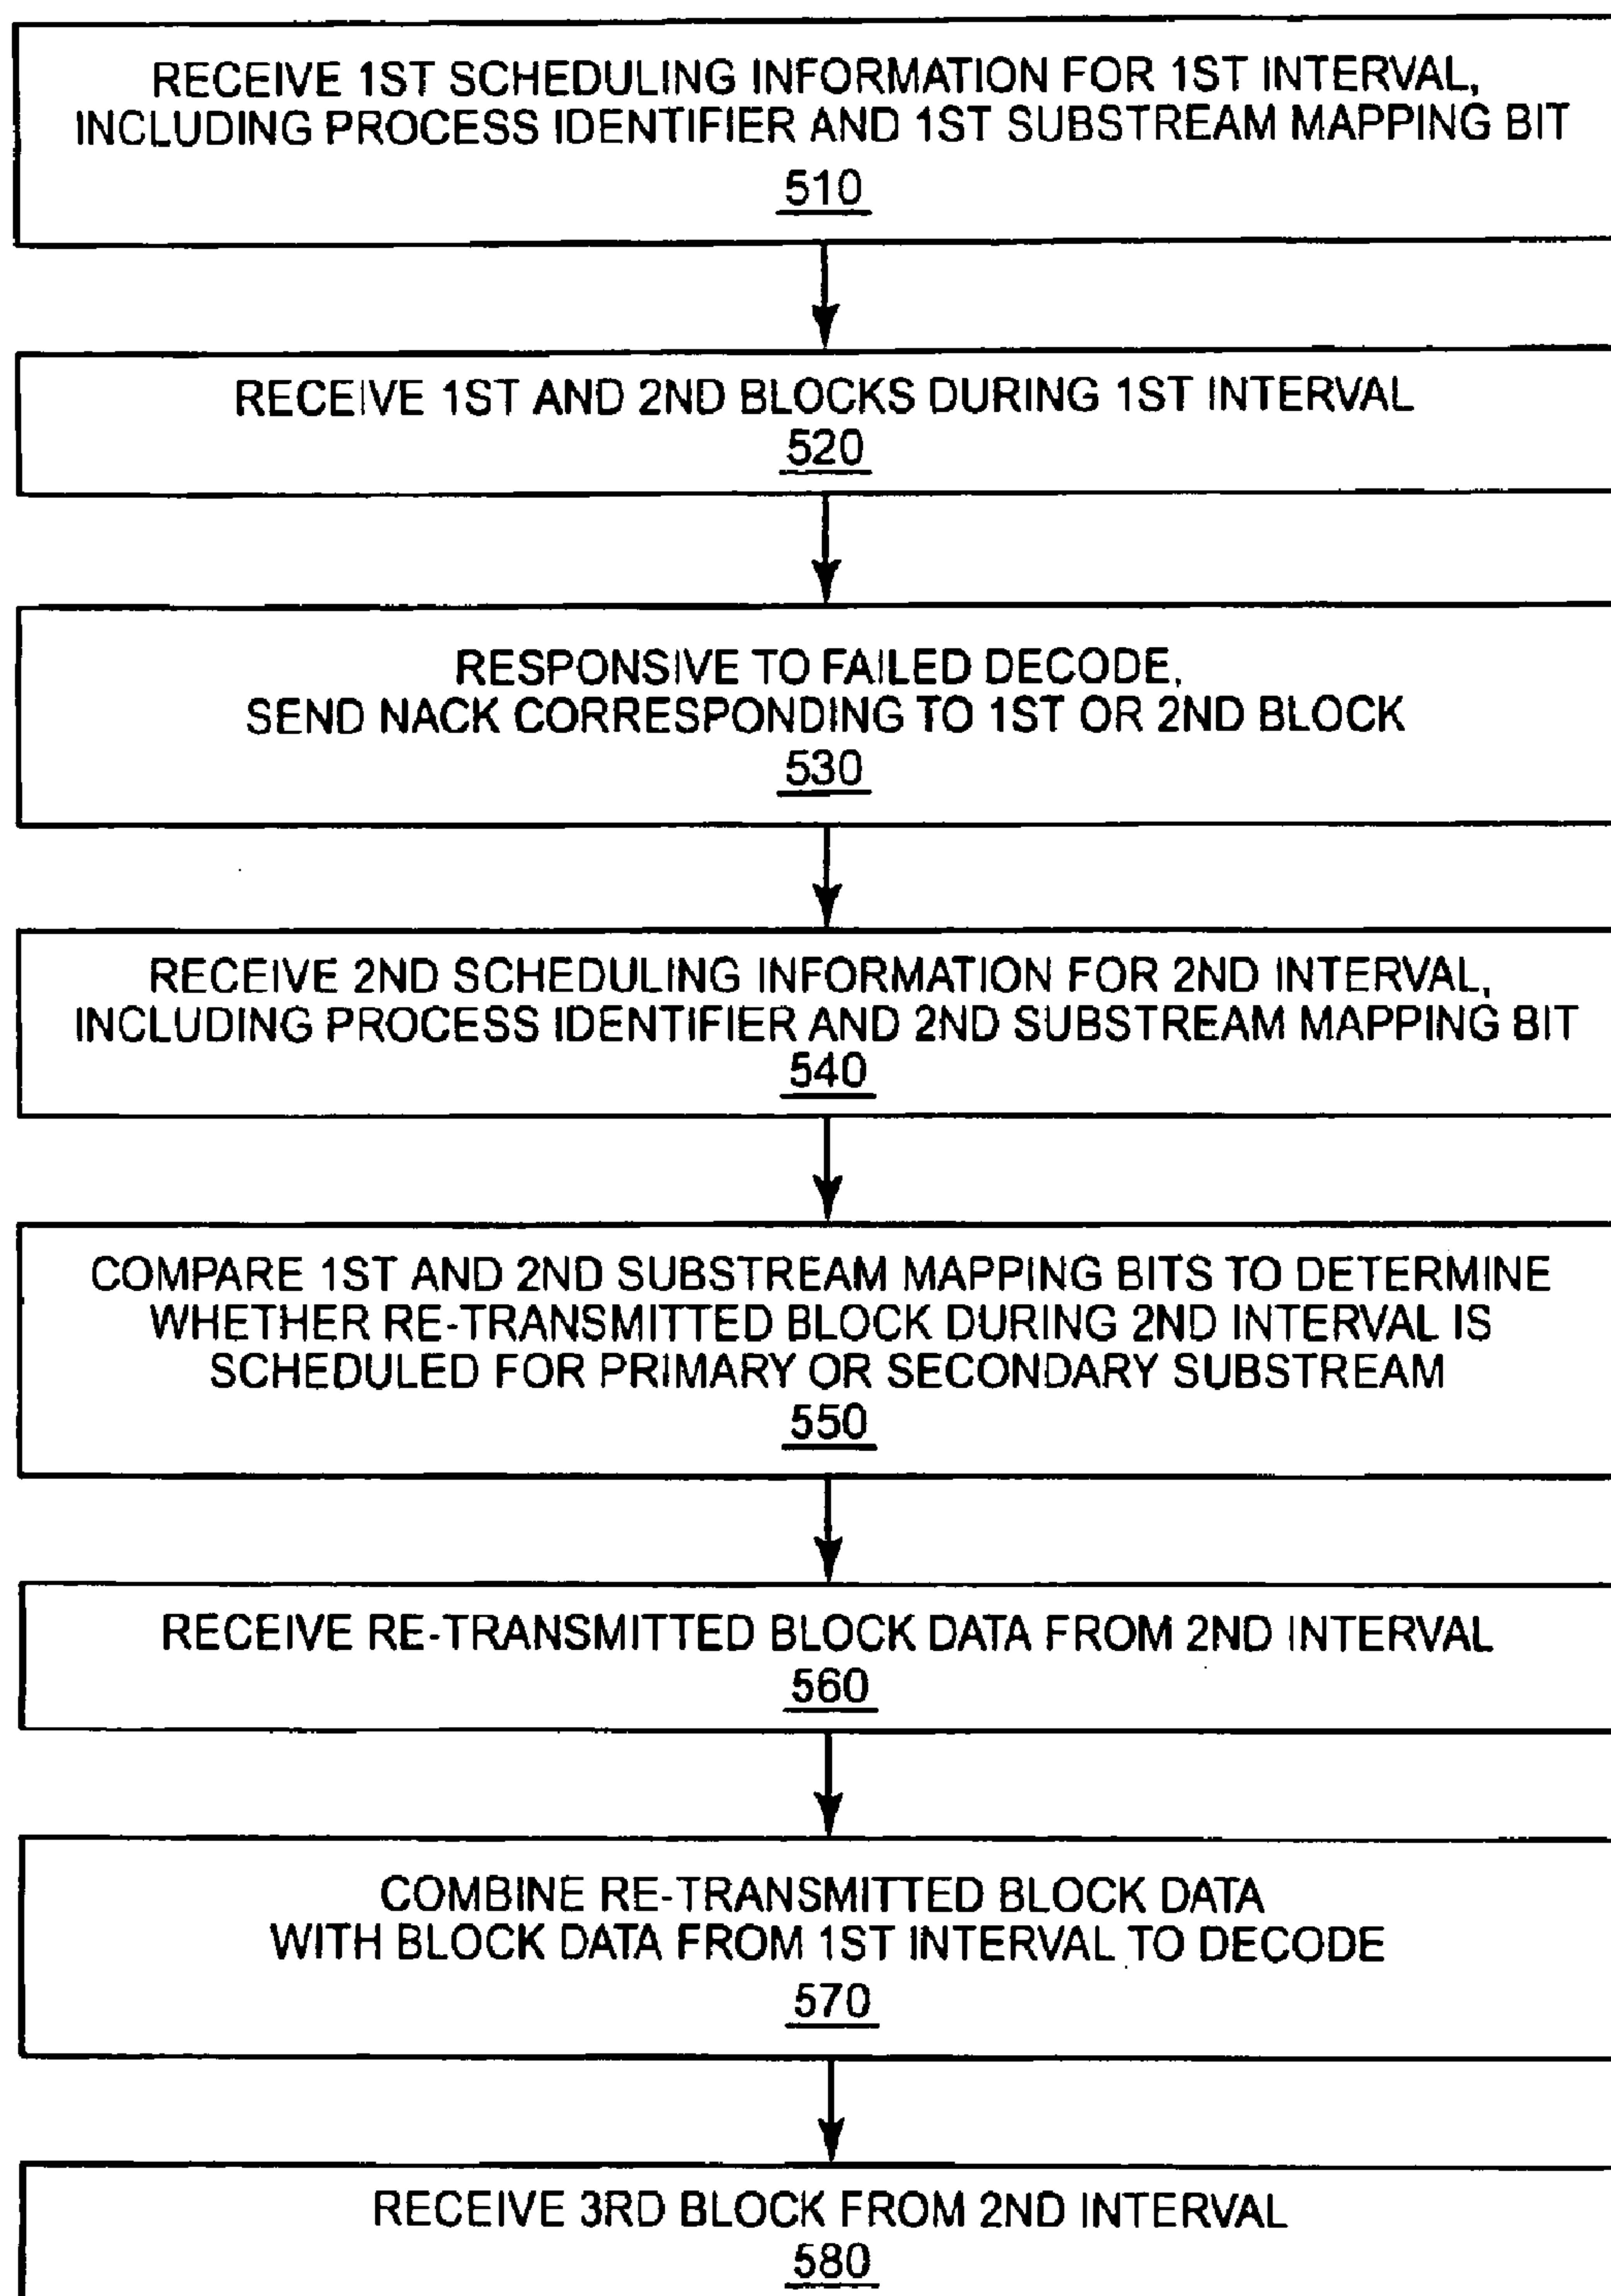 RECEIVE 1ST SCHEDULING INFORMATION FOR 1ST INTERVAL,
INCLUDING PROCESS IDENTIFIER AND 1ST SUBSTREAM MAPPING BIT
510
RECEIVE 1ST AND 2ND BLOCKS DURING 1ST INTERVAL
520
RESPONSIVE TO FAILED DECODE,
SEND NACK CORRESPONDING TO 1ST OR 2ND BLOCK
530
RECEIVE 2ND SCHEDULING INFORMATION FOR 2ND INTERVAL,
INCLUDING PROCESS IDENTIFIER AND 2ND SUBSTREAM MAPPING BIT
540
COMPARE 1ST AND 2ND SUBSTREAM MAPPING BITS TO DETERMINE
WHETHER RE-TRANSMITTED BLOCK DURING 2ND INTERVAL IS
SCHEDULED FOR PRIMARY OR SECONDARY SUBSTREAM
550
RECEIVE RE-TRANSMITTED BLOCK DATA FROM 2ND INTERVAL
560
COMBINE RE-TRANSMITTED BLOCK DATA
WITH BLOCK DATA FROM 1ST INTERVAL TO DECODE
570
RECEIVE 3RD BLOCK FROM 2ND INTERVAL
580